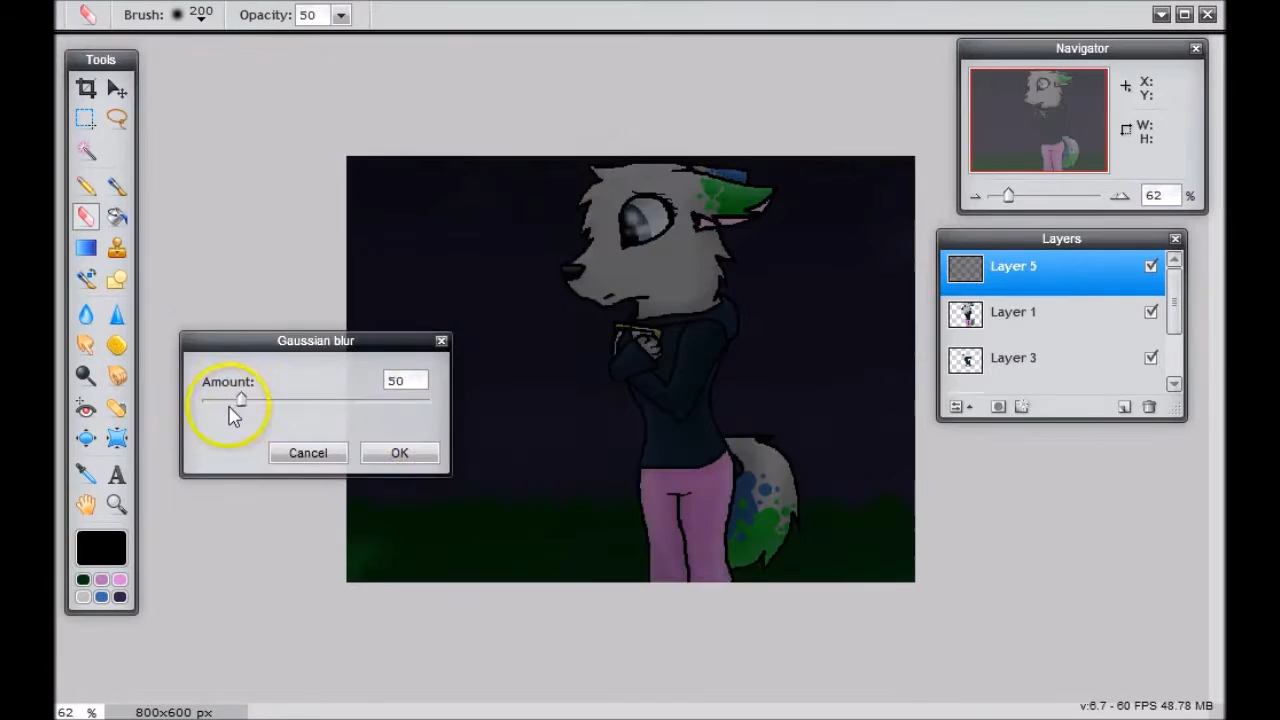 Brush: 200 Opacity: 50
Tools
Navigator
X:
Y:
W:
H:
62 %
Layers
Layer 5
Layer 1
Layer 3
Gaussian blur
Amount: 50
Cancel OK
62 % 800x600 px
v:6.7 - 60 FPS 48.78 MB